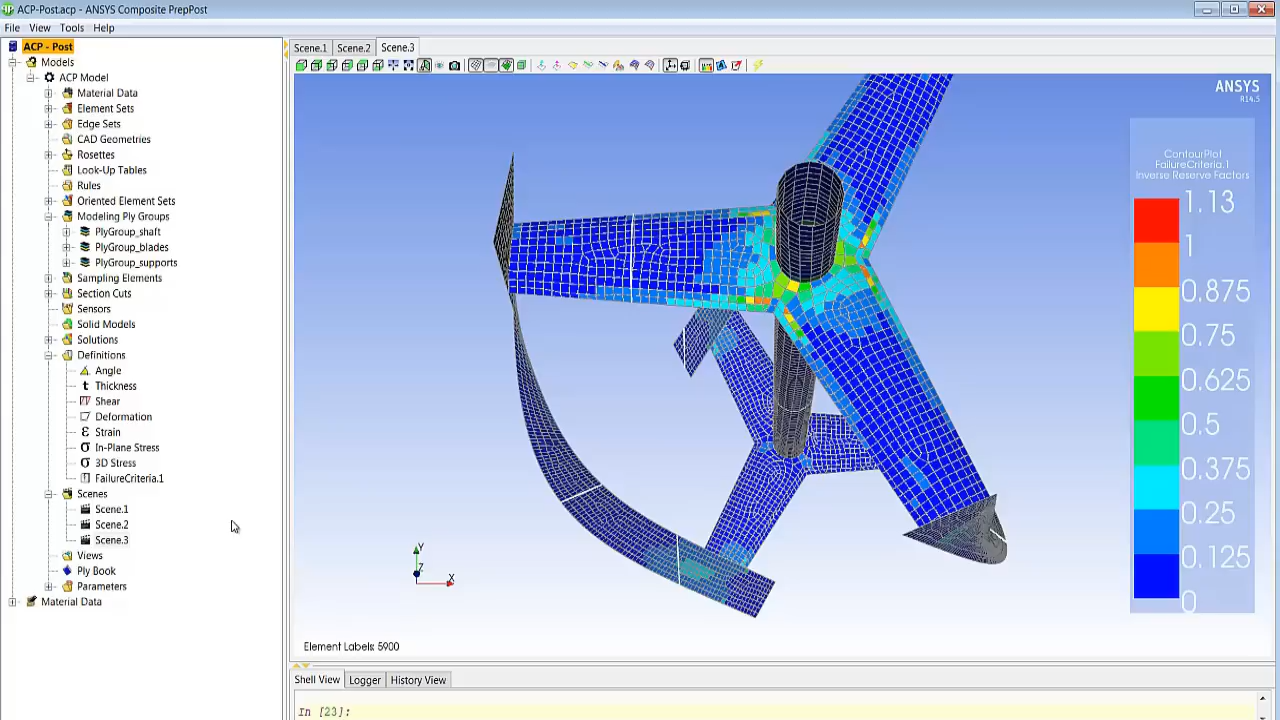 ACP-Post.acp - ANSYS Composite PrepPost
File View Tools Help
ACP - Post
Models
ACP Model
Material Data
Element Sets
Edge Sets
CAD Geometries
Rosettes
Look-Up Tables
Rules
Oriented Element Sets
Modeling Ply Groups
PlyGroup_shaft
PlyGroup_blades
PlyGroup_supports
Sampling Elements
Section Cuts
Sensors
Solid Models
Solutions
Definitions
Angle
t Thickness
Shear
Deformation
ε Strain
σ In-Plane Stress
σ 3D Stress
FailureCriteria.1
Scenes
Scene.1
Scene.2
Scene.3
Views
Ply Book
Parameters
Material Data
Scene.1 Scene.2 Scene.3
ANSYS
R14.5
ContourPlot
FailureCriteria.1
Inverse Reserve Factors
1.13
1
0.875
0.75
0.625
0.5
0.375
0.25
0.125
0
Y
Z
X
Element Labels: 5900
Shell View Logger History View
In [23]: